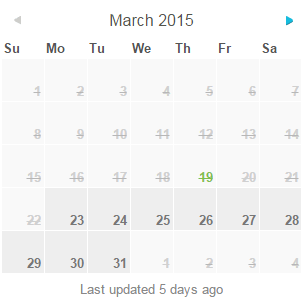 March 2015
Su Mo Tu We Th Fr Sa
1 2 3 4 5 6 7
8 9 10 11 12 13 14
15 16 17 18 19 20 21
22 23 24 25 26 27 28
29 30 31 1 2 3 4
Last updated 5 days ago